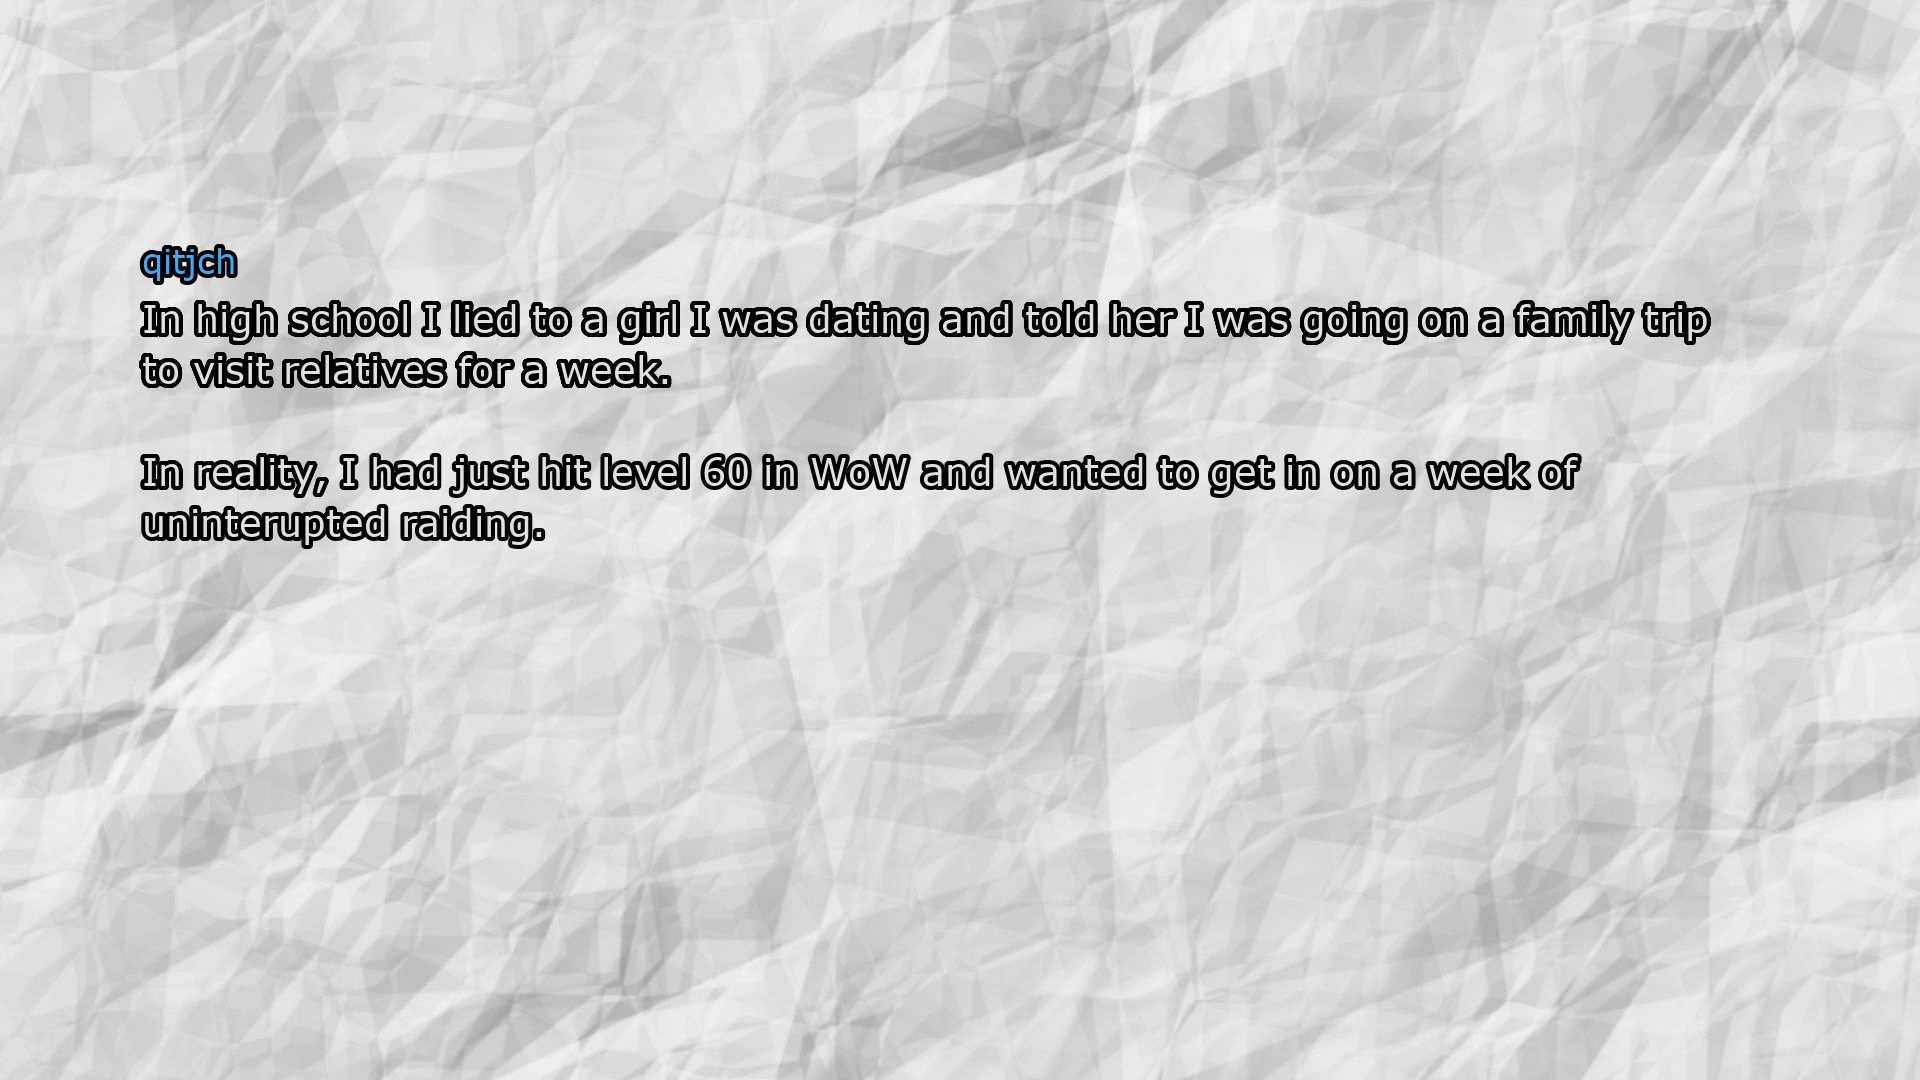 qitjch
In high school I lied to a girl I was dating and told her I was going on a family trip
to visit relatives for a week.
In reality, I had just hit level 60 in WoW and wanted to get in on a week of
uninterupted raiding.